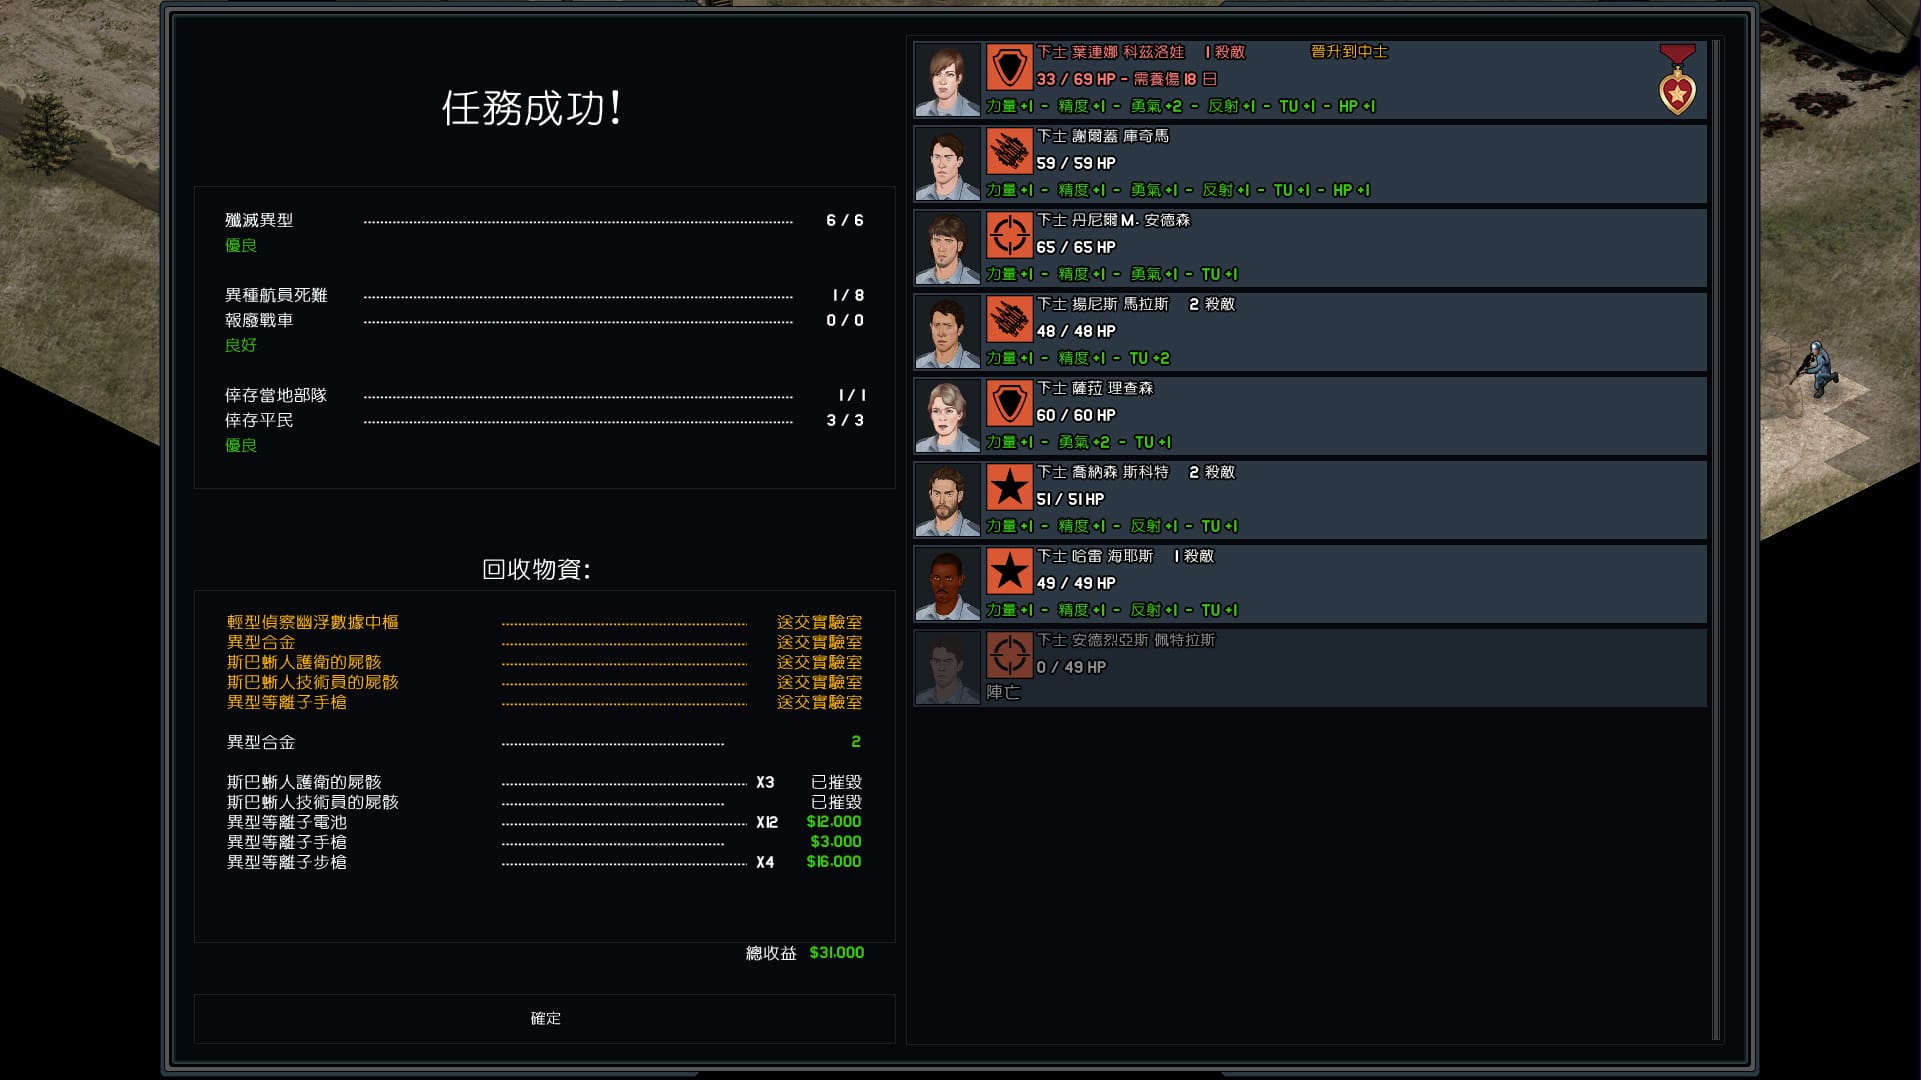 任務成功!
殲滅異型 6 / 6
優良
異種航員死難 1 / 8
報廢戰車 0 / 0
良好
倖存當地部隊 1 / 1
倖存平民 3 / 3
優良
回收物資:
輕型偵察幽浮數據中樞 送交實驗室
異型合金 送交實驗室
斯巴蜥人護衛的屍骸 送交實驗室
斯巴蜥人技術員的屍骸 送交實驗室
異型等離子手槍 送交實驗室
異型合金 2
斯巴蜥人護衛的屍骸 X3 已摧毀
斯巴蜥人技術員的屍骸 已摧毀
異型等離子電池 X12 $12.000
異型等離子手槍 $3.000
異型等離子步槍 X4 $16.000
總收益 $31.000
確定
下士 葉連娜 科茲洛娃 1 殺敵 晉升到中士
33 / 69 HP - 需養傷 18 日
力量 +1 - 精度 +1 - 勇氣 +2 - 反射 +1 - TU +1 - HP +1
下士 謝爾蓋 庫奇馬
59 / 59 HP
力量 +1 - 精度 +1 - 勇氣 +1 - 反射 +1 - TU +1 - HP +1
下士 丹尼爾 M. 安德森
65 / 65 HP
力量 +1 - 精度 +1 - 勇氣 +1 - TU +1
下士 揚尼斯 馬拉斯 2 殺敵
48 / 48 HP
力量 +1 - 精度 +1 - TU +2
下士 薩菈 理查森
60 / 60 HP
力量 +1 - 勇氣 +2 - TU +1
下士 喬納森 斯科特 2 殺敵
51 / 51 HP
力量 +1 - 精度 +1 - 反射 +1 - TU +1
下士 哈雷 海耶斯 1 殺敵
49 / 49 HP
力量 +1 - 精度 +1 - 反射 +1 - TU +1
下士 安德烈亞斯 佩特拉斯
0 / 49 HP
陣亡